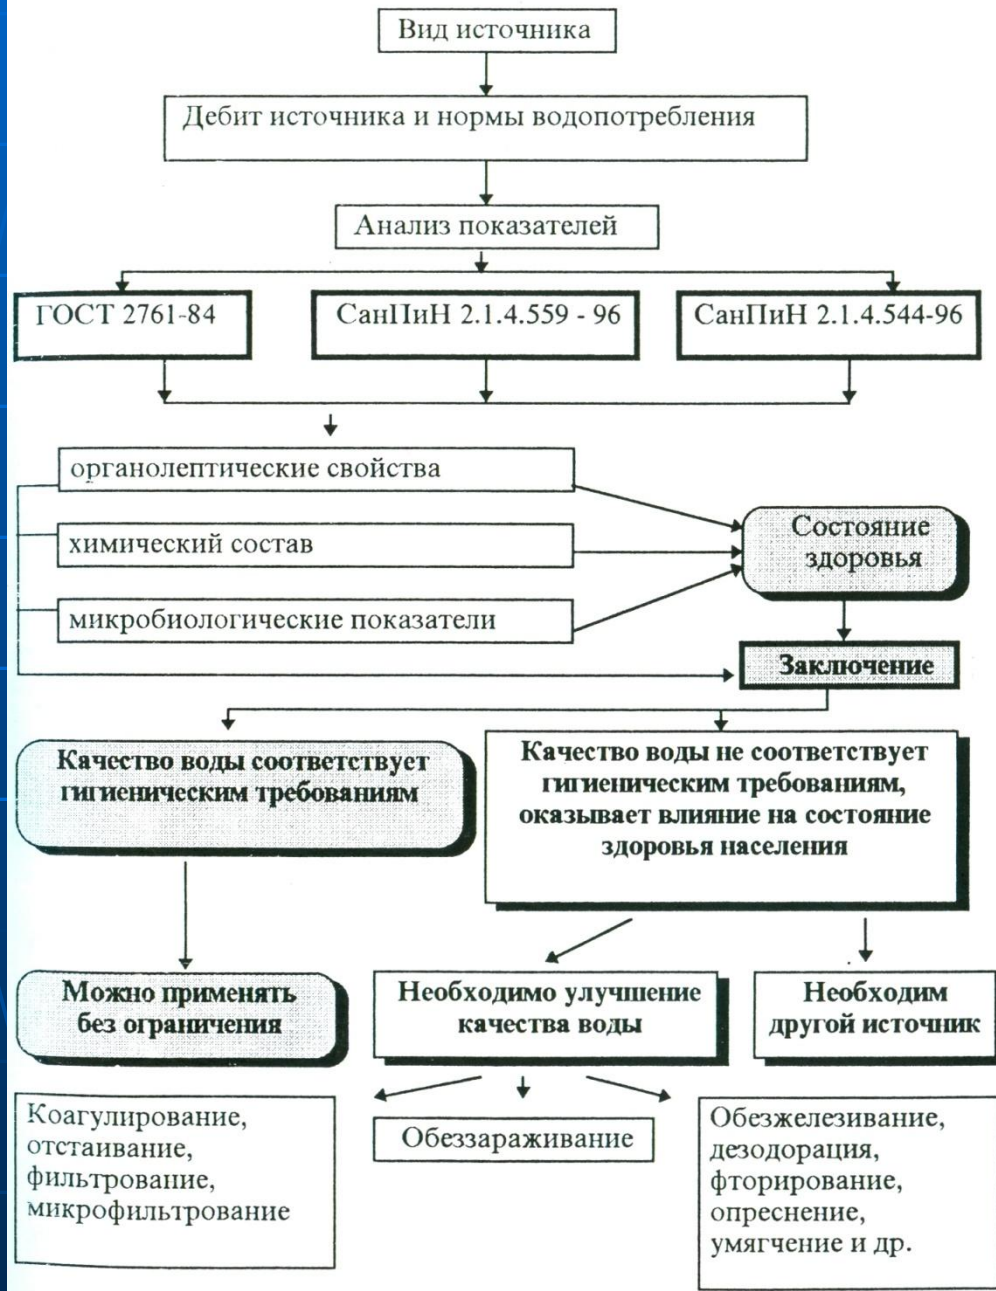 Вид источника
Дебит источника и нормы водопотребления
Анализ показателей
ГОСТ 2761-84
СанПиН 2.1.4.559 - 96
СанПиН 2.1.4.544-96
органолептические свойства
химический состав
микробиологические показатели
Состояние
здоровья
Заключение
Качество воды соответствует
гигиеническим требованиям
Качество воды не соответствует
гигиеническим требованиям,
оказывает влияние на состояние
здоровья населения
Можно применять
без ограничения
Необходимо улучшение
качества воды
Необходим
другой источник
Коагулирование,
отстаивание,
фильтрование,
микрофильтрование
Обеззараживание
Обезжелезивание,
дезодорация,
фторирование,
опреснение,
умягчение и др.